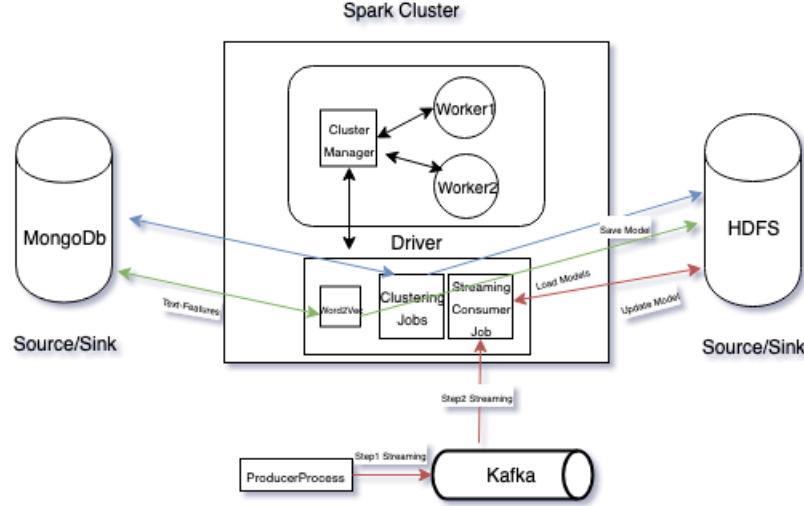 Spark Cluster
Worker1
Cluster
Manager
Worker2
MongoDb
HDFS
Driver
Save Model
Text-Features
Word2Vec
Clustering
Jobs
Streaming
Consumer
Job
Load Models
Update Model
Source/Sink
Source/Sink
Step2 Streaming
Step1 Streaming
ProducerProcess
Kafka